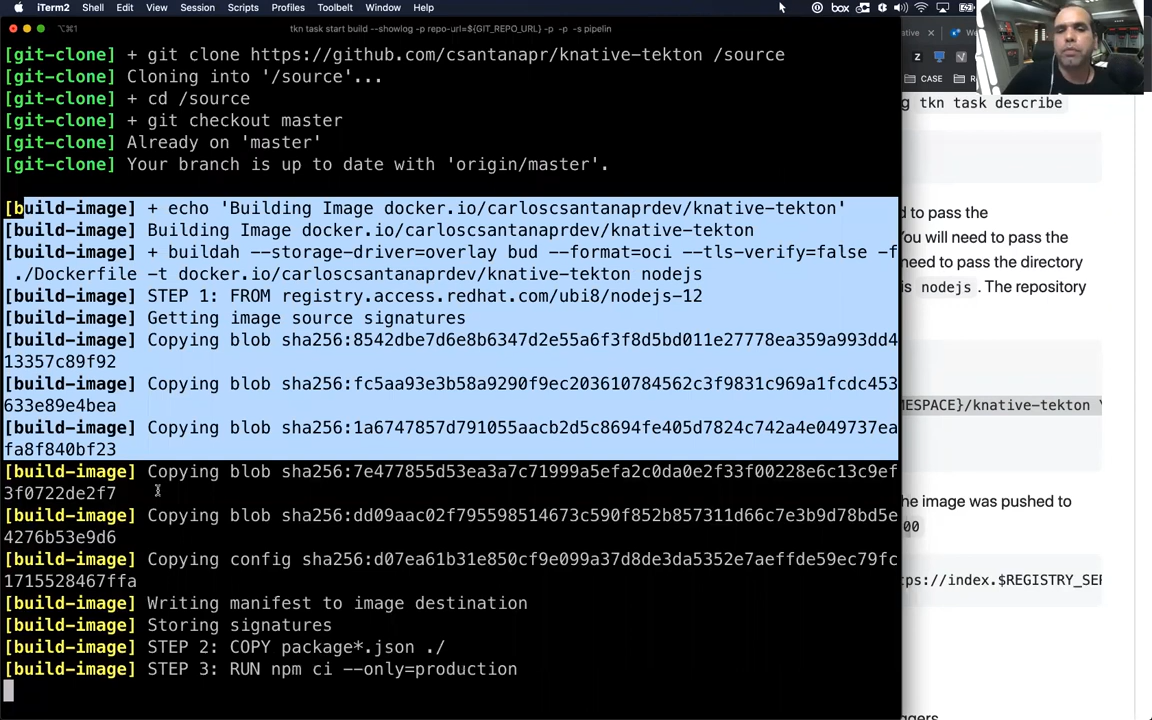 iTerm2 Shell Edit View Session Scripts Profiles Toolbelt Window Help
box
⌥⌘1
tkn task start build --showlog -p repo-url=${GIT_REPO_URL} -p -p -s pipelin
[git-clone] + git clone https://github.com/csantanapr/knative-tekton /source
[git-clone] Cloning into '/source'...
[git-clone] + cd /source
[git-clone] + git checkout master
[git-clone] Already on 'master'
[git-clone] Your branch is up to date with 'origin/master'.
[build-image] + echo 'Building Image docker.io/carloscsantanaprdev/knative-tekton'
[build-image] Building Image docker.io/carloscsantanaprdev/knative-tekton
[build-image] + buildah --storage-driver=overlay bud --format=oci --tls-verify=false -f
./Dockerfile -t docker.io/carloscsantanaprdev/knative-tekton nodejs
[build-image] STEP 1: FROM registry.access.redhat.com/ubi8/nodejs-12
[build-image] Getting image source signatures
[build-image] Copying blob sha256:8542dbe7d6e8b6347d2e55a6f3f8d5bd011e27778ea359a993dd4
13357c89f92
[build-image] Copying blob sha256:fc5aa93e3b58a9290f9ec203610784562c3f9831c969a1fcdc453
633e89e4bea
[build-image] Copying blob sha256:1a6747857d791055aacb2d5c8694fe405d7824c742a4e049737ea
fa8f840bf23
[build-image] Copying blob sha256:7e477855d53ea3a7c71999a5efa2c0da0e2f33f00228e6c13c9ef
3f0722de2f7
[build-image] Copying blob sha256:dd09aac02f795598514673c590f852b857311d66c7e3b9d78bd5e
4276b53e9d6
[build-image] Copying config sha256:d07ea61b31e850cf9e099a37d8de3da5352e7aeffde59ec79fc
1715528467ffa
[build-image] Writing manifest to image destination
[build-image] Storing signatures
[build-image] STEP 2: COPY package*.json ./
[build-image] STEP 3: RUN npm ci --only=production
native
CASE
g tkn task describe
d to pass the
You will need to pass the
need to pass the directory
is nodejs . The repository
MESPACE}/knative-tekton
he image was pushed to
00
tps://index.$REGISTRY_SER
ggers